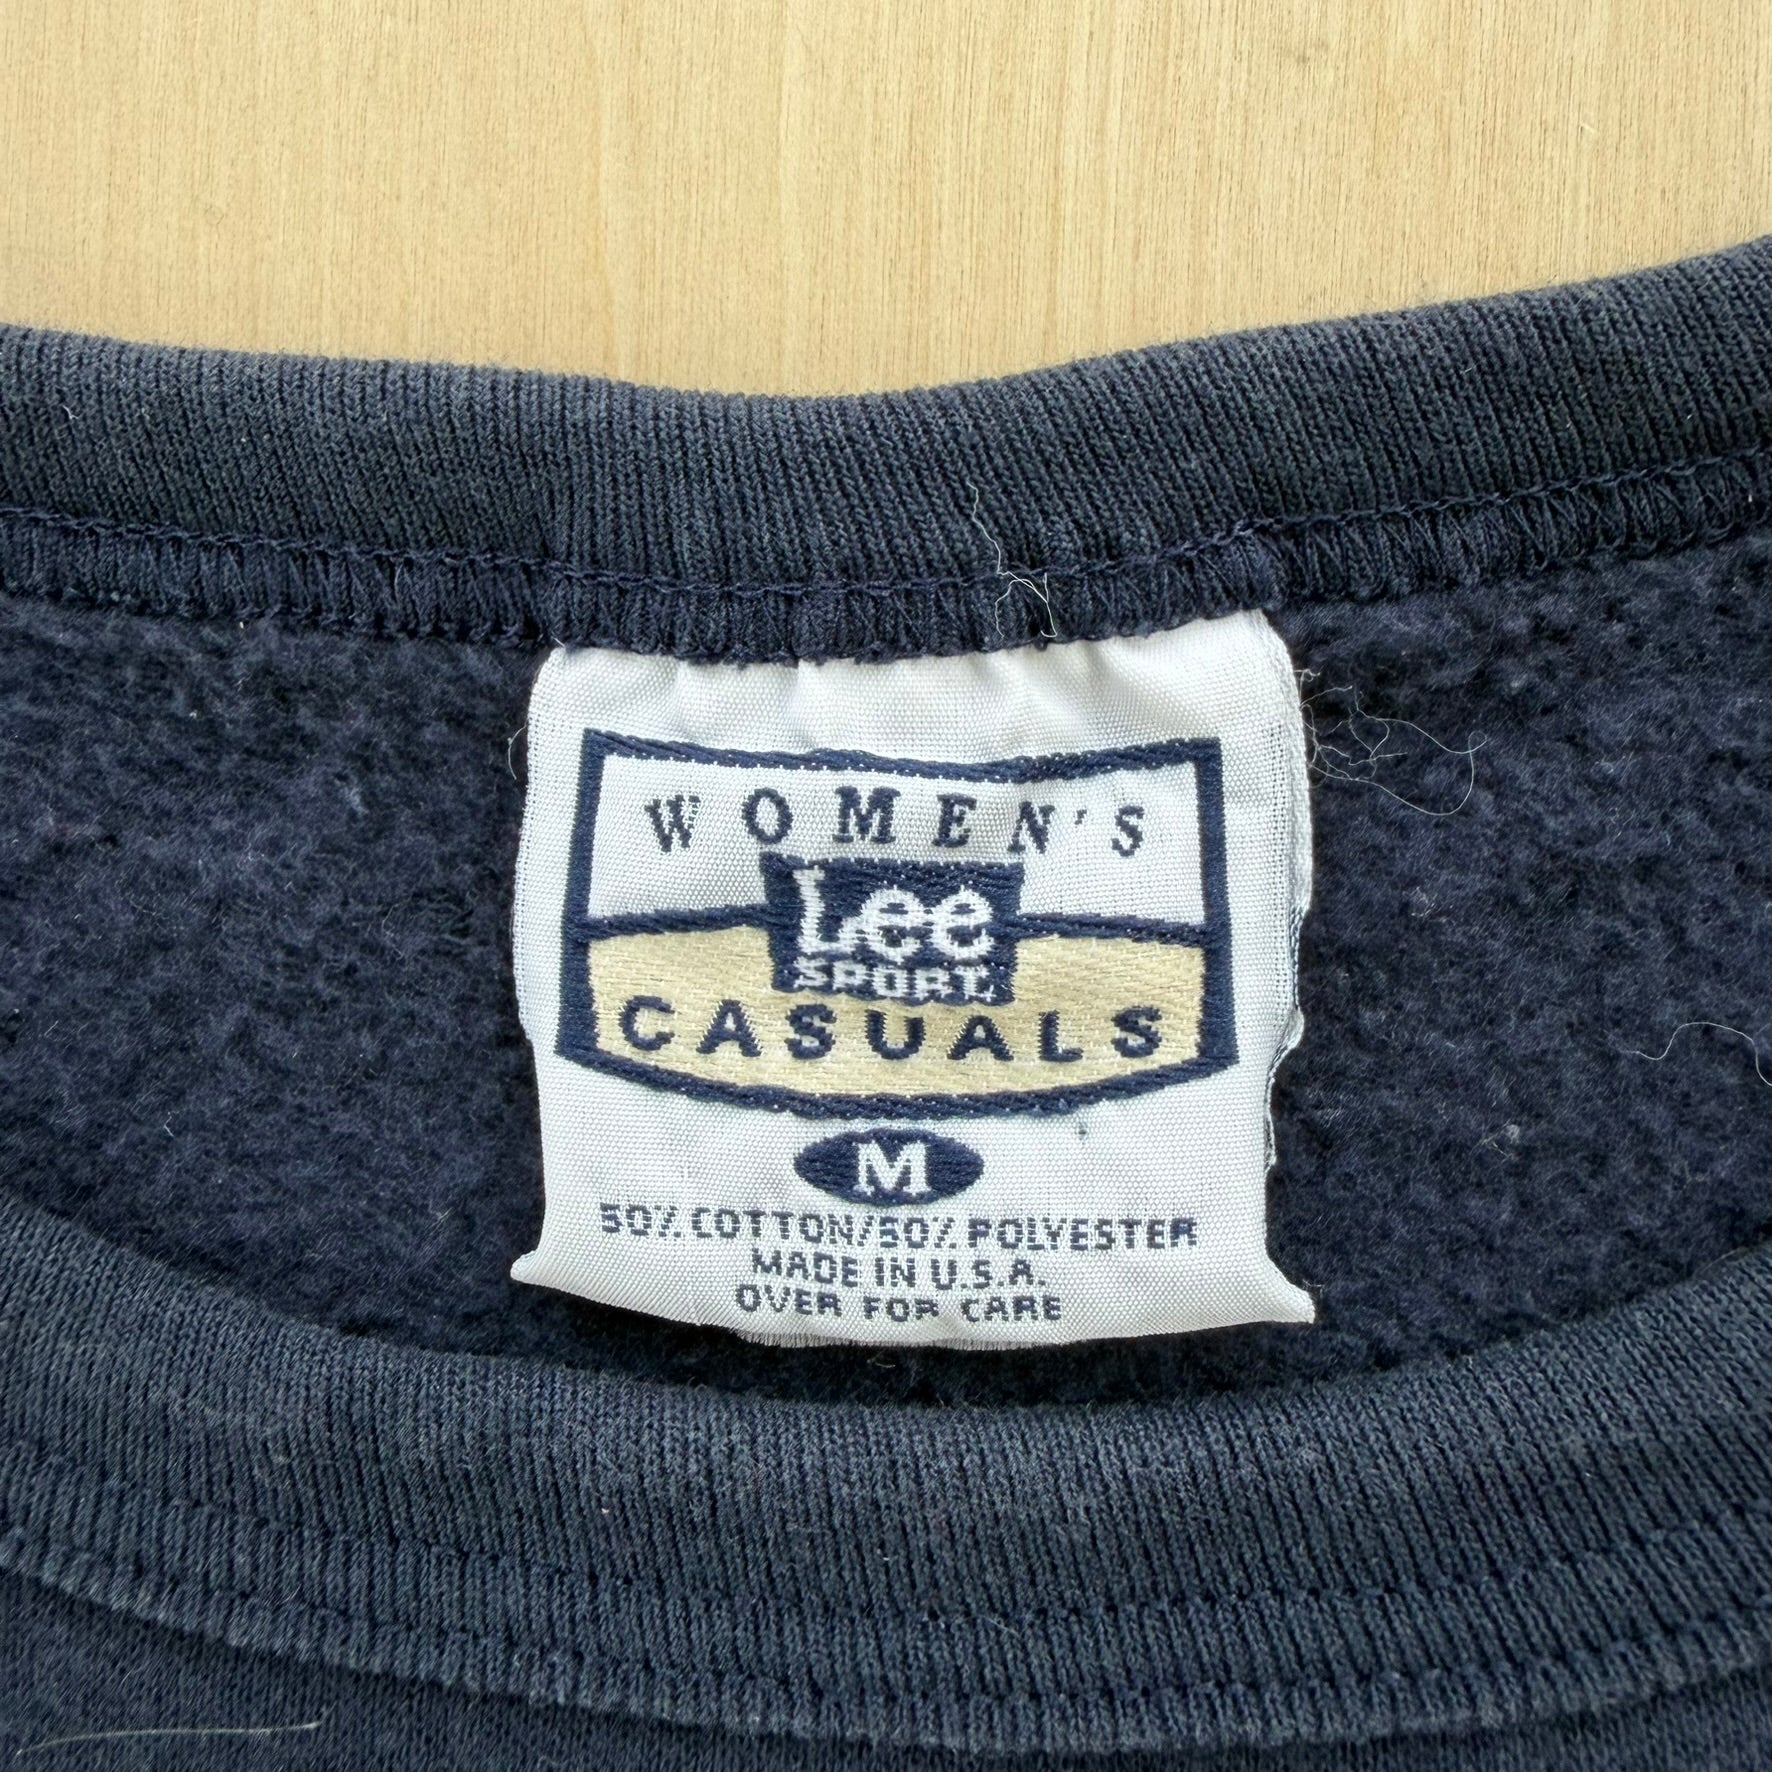 WOMEN'S
Lee
SPORT
CASUALS
M
50% COTTON/50% POLYESTER
MADE IN U.S.A.
OVER FOR CARE